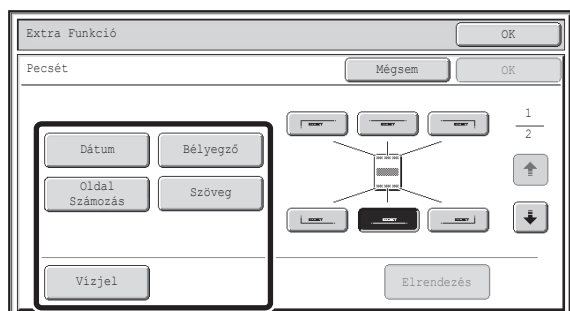 Extra Funkció
OK
Pecsét
Mégsem
OK
Dátum
Bélyegző
Oldal
Számozás
Szöveg
Vízjel
1
2
Elrendezés